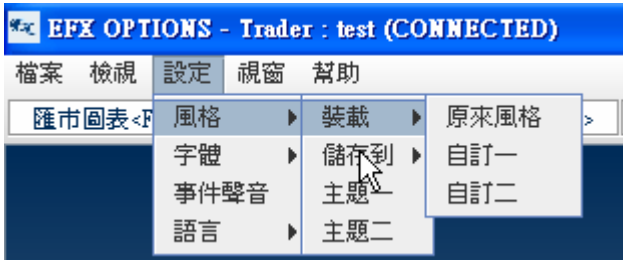 EFX OPTIONS - Trader : test (CONNECTED)
檔案 檢視 設定 視窗 幫助
匯市圖表<F >
風格 裝載 原來風格
字體 儲存到 自訂一
事件聲音 主題一 自訂二
語言 主題二